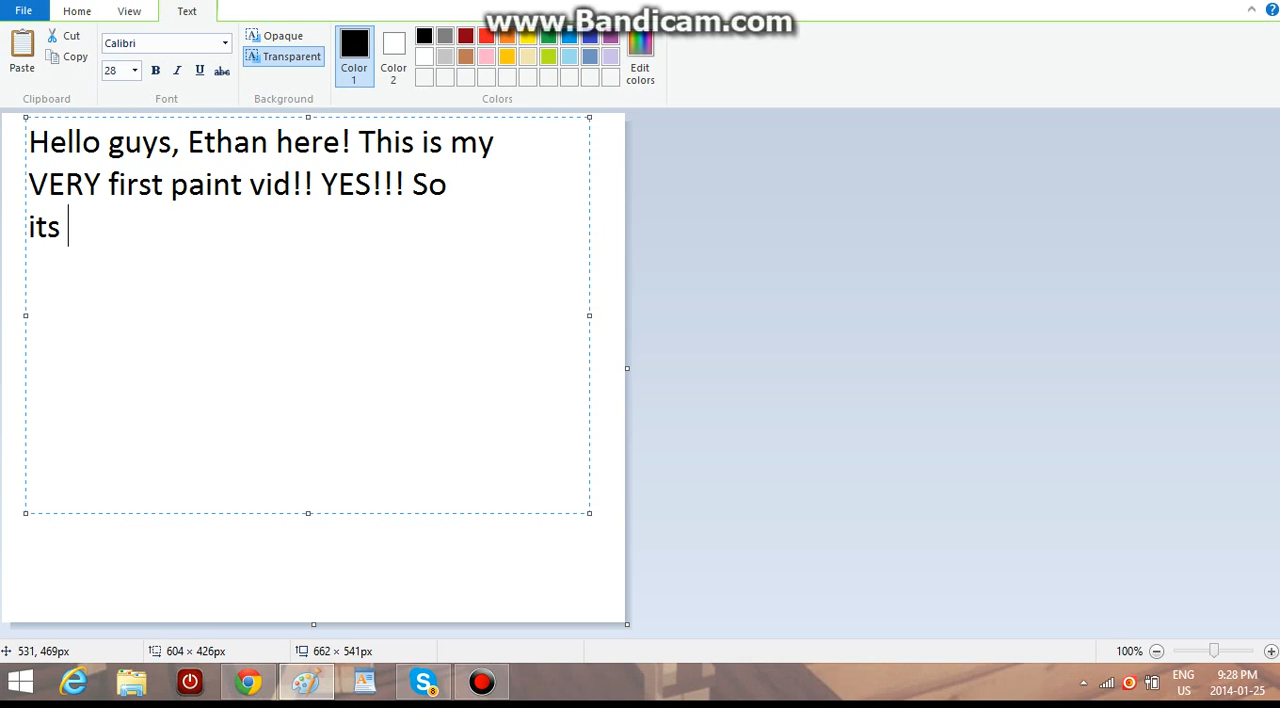 www.Bandicam.com
File Home View Text
Paste
Cut
Copy
Clipboard
Calibri
28
B I U abc
Font
Opaque
Transparent
Background
Color 1
Color 2
Edit colors
Colors
Hello guys, Ethan here! This is my
VERY first paint vid!! YES!!! So
its
531, 469px
604 × 426px
662 × 541px
100%
S 8
ENG
US
9:28 PM
2014-01-25